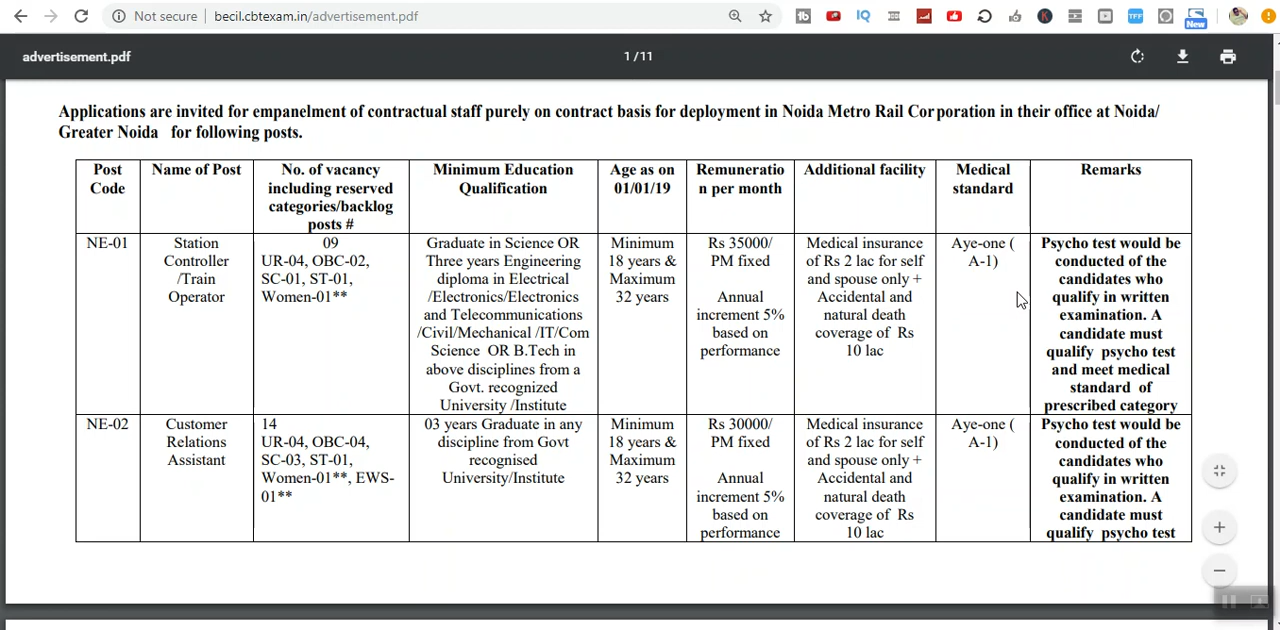 Not secure | becil.cbtexam.in/advertisement.pdf
New
advertisement.pdf
1 / 11
Applications are invited for empanelment of contractual staff purely on contract basis for deployment in Noida Metro Rail Corporation in their office at Noida/
Greater Noida for following posts.
Post
Code
Name of Post
No. of vacancy
including reserved
categories/backlog
posts #
Minimum Education
Qualification
Age as on
01/01/19
Remuneratio
n per month
Additional facility
Medical
standard
Remarks
NE-01
Station
Controller
/Train
Operator
09
UR-04, OBC-02,
SC-01, ST-01,
Women-01**
Graduate in Science OR
Three years Engineering
diploma in Electrical
/Electronics/Electronics
and Telecommunications
/Civil/Mechanical /IT/Com
Science OR B.Tech in
above disciplines from a
Govt. recognized
University /Institute
Minimum
18 years &
Maximum
32 years
Rs 35000/
PM fixed
Annual
increment 5%
based on
performance
Medical insurance
of Rs 2 lac for self
and spouse only +
Accidental and
natural death
coverage of Rs
10 lac
Aye-one (
A-1)
Psycho test would be
conducted of the
candidates who
qualify in written
examination. A
candidate must
qualify psycho test
and meet medical
standard of
prescribed category
NE-02
Customer
Relations
Assistant
14
UR-04, OBC-04,
SC-03, ST-01,
Women-01**, EWS-
01**
03 years Graduate in any
discipline from Govt
recognised
University/Institute
Minimum
18 years &
Maximum
32 years
Rs 30000/
PM fixed
Annual
increment 5%
based on
performance
Medical insurance
of Rs 2 lac for self
and spouse only +
Accidental and
natural death
coverage of Rs
10 lac
Aye-one (
A-1)
Psycho test would be
conducted of the
candidates who
qualify in written
examination. A
candidate must
qualify psycho test